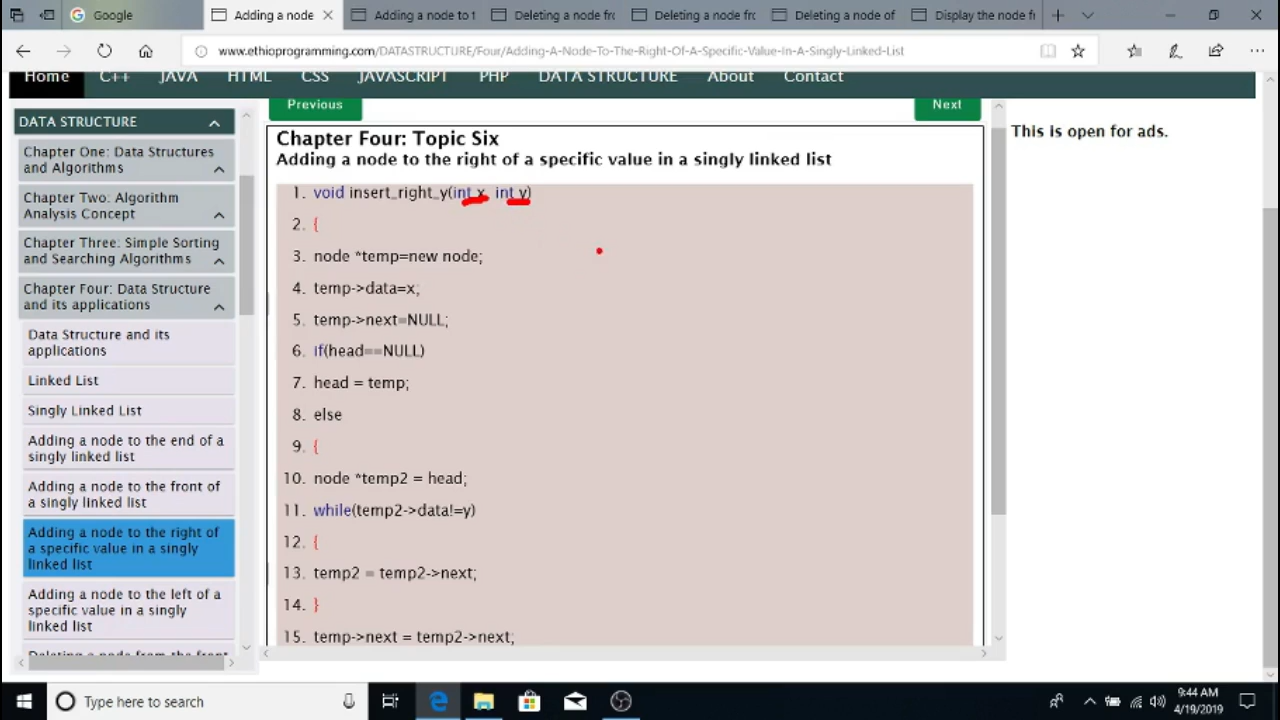 Google
Adding a node
Adding a node to t
Deleting a node fro
Deleting a node frc
Deleting a node of
Display the node fi
www.ethioprogramming.com/DATASTRUCTURE/Four/Adding-A-Node-To-The-Right-Of-A-Specific-Value-In-A-Singly-Linked-List
Home C++ JAVA HTML CSS JAVASCRIPT PHP DATA STRUCTURE About Contact
DATA STRUCTURE
Chapter One: Data Structures
and Algorithms
Chapter Two: Algorithm
Analysis Concept
Chapter Three: Simple Sorting
and Searching Algorithms
Chapter Four: Data Structure
and its applications
Data Structure and its
applications
Linked List
Singly Linked List
Adding a node to the end of a
singly linked list
Adding a node to the front of
a singly linked list
Adding a node to the right of
a specific value in a singly
linked list
Adding a node to the left of a
specific value in a singly
linked list
Deleting a node from the front
Previous
Next
Chapter Four: Topic Six
Adding a node to the right of a specific value in a singly linked list
1. void insert_right_y(int x, int y)
2. {
3. node *temp=new node;
4. temp->data=x;
5. temp->next=NULL;
6. if(head==NULL)
7. head = temp;
8. else
9. {
10. node *temp2 = head;
11. while(temp2->data!=y)
12. {
13. temp2 = temp2->next;
14. }
15. temp->next = temp2->next;
This is open for ads.
Type here to search
9:44 AM
4/19/2019